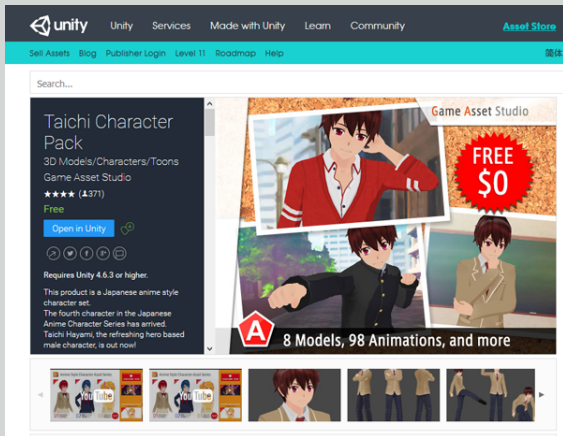 unity
Unity Services Made with Unity Learn Community Asset Store
Sell Assets Blog Publisher Login Level 11 Roadmap Help 简体
Search...
Taichi Character
Pack
3D Models/Characters/Toons
Game Asset Studio
★★★★ (371)
Free
Open in Unity
Requires Unity 4.6.3 or higher.
This product is a Japanese anime style
character set.
The fourth character in the Japanese
Anime Character Series has arrived.
Taichi Hayami, the refreshing hero based
male character, is out now!
Game Asset Studio
FREE
$0
A
8 Models, 98 Animations, and more
YouTube
YouTube